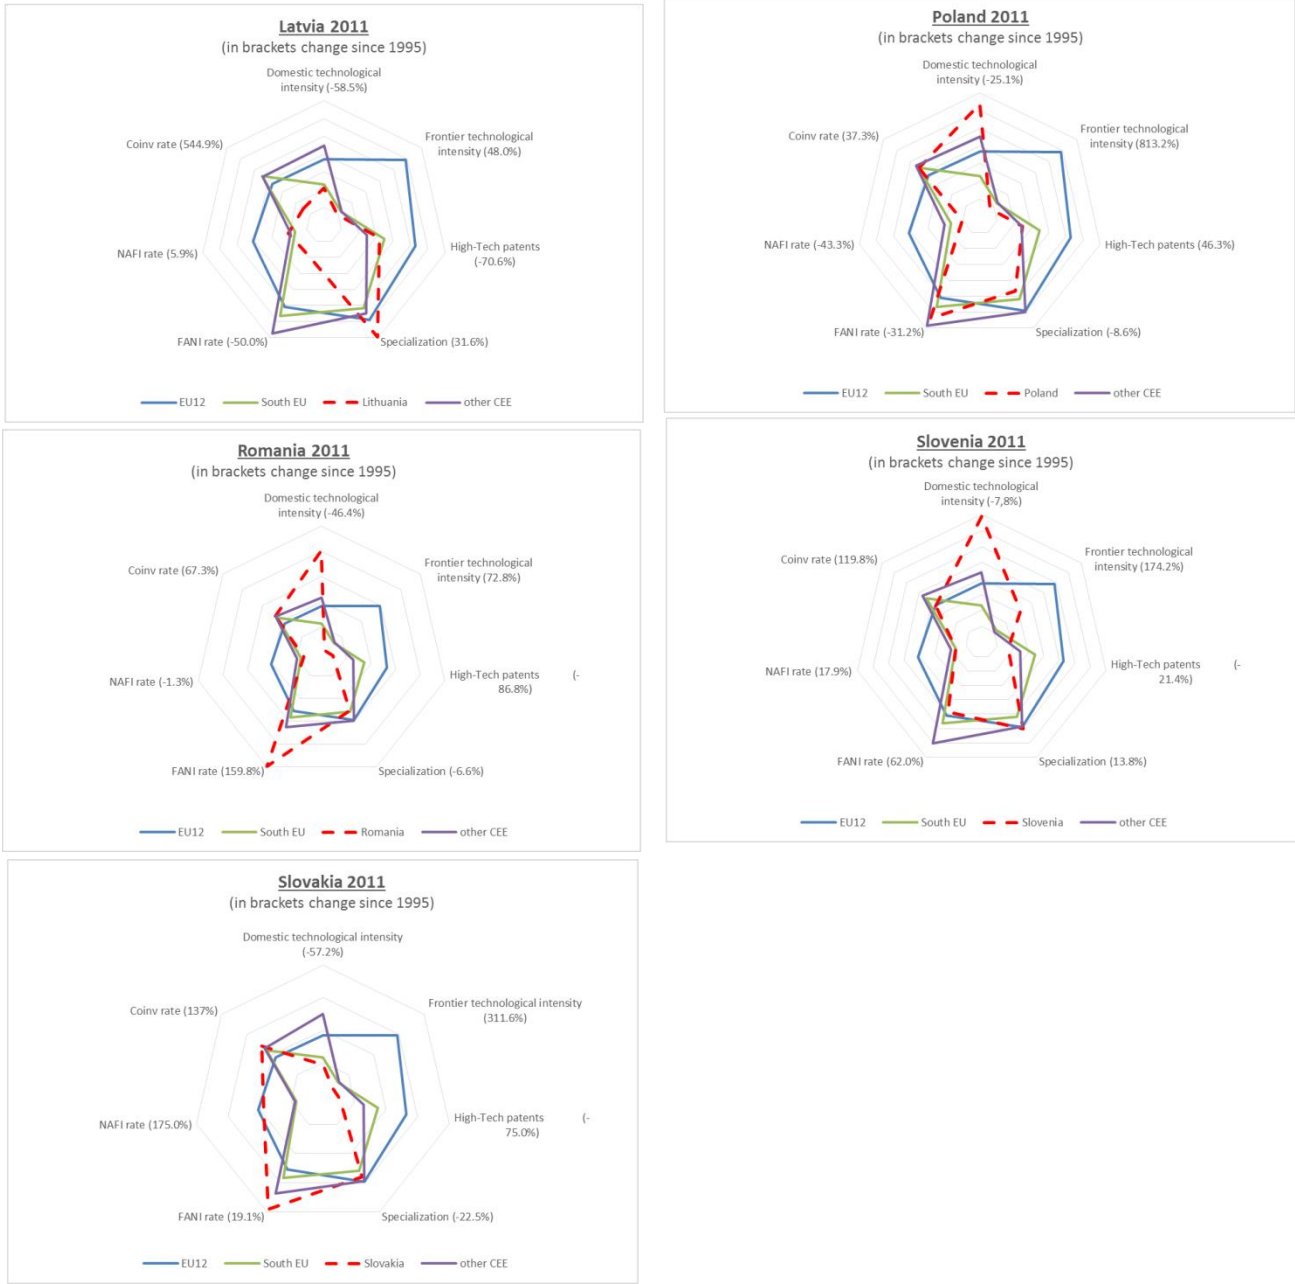 Latvia 2011
(in brackets change since 1995)
Domestic technological
intensity (-58.5%)
Frontier technological
intensity (48.0%)
High-Tech patents
(-70.6%)
Specialization (31.6%)
FANI rate (-50.0%)
NAFI rate (5.9%)
Coinv rate (544.9%)
EU12 South EU Lithuania other CEE
Poland 2011
(in brackets change since 1995)
Domestic technological
intensity (-25.1%)
Frontier technological
intensity (813.2%)
High-Tech patents (46.3%)
Specialization (-8.6%)
FANI rate (-31.2%)
NAFI rate (-43.3%)
Coinv rate (37.3%)
EU12 South EU Poland other CEE
Romania 2011
(in brackets change since 1995)
Domestic technological
intensity (-46.4%)
Frontier technological
intensity (72.8%)
High-Tech patents (-
86.8%)
Specialization (-6.6%)
FANI rate (159.8%)
NAFI rate (-1.3%)
Coinv rate (67.3%)
EU12 South EU Romania other CEE
Slovenia 2011
(in brackets change since 1995)
Domestic technological
intensity (-7,8%)
Frontier technological
intensity (174.2%)
High-Tech patents (-
21.4%)
Specialization (13.8%)
FANI rate (62.0%)
NAFI rate (17.9%)
Coinv rate (119.8%)
EU12 South EU Slovenia other CEE
Slovakia 2011
(in brackets change since 1995)
Domestic technological intensity
(-57.2%)
Frontier technological intensity
(311.6%)
High-Tech patents (-
75.0%)
Specialization (-22.5%)
FANI rate (19.1%)
NAFI rate (175.0%)
Coinv rate (137%)
EU12 South EU Slovakia other CEE